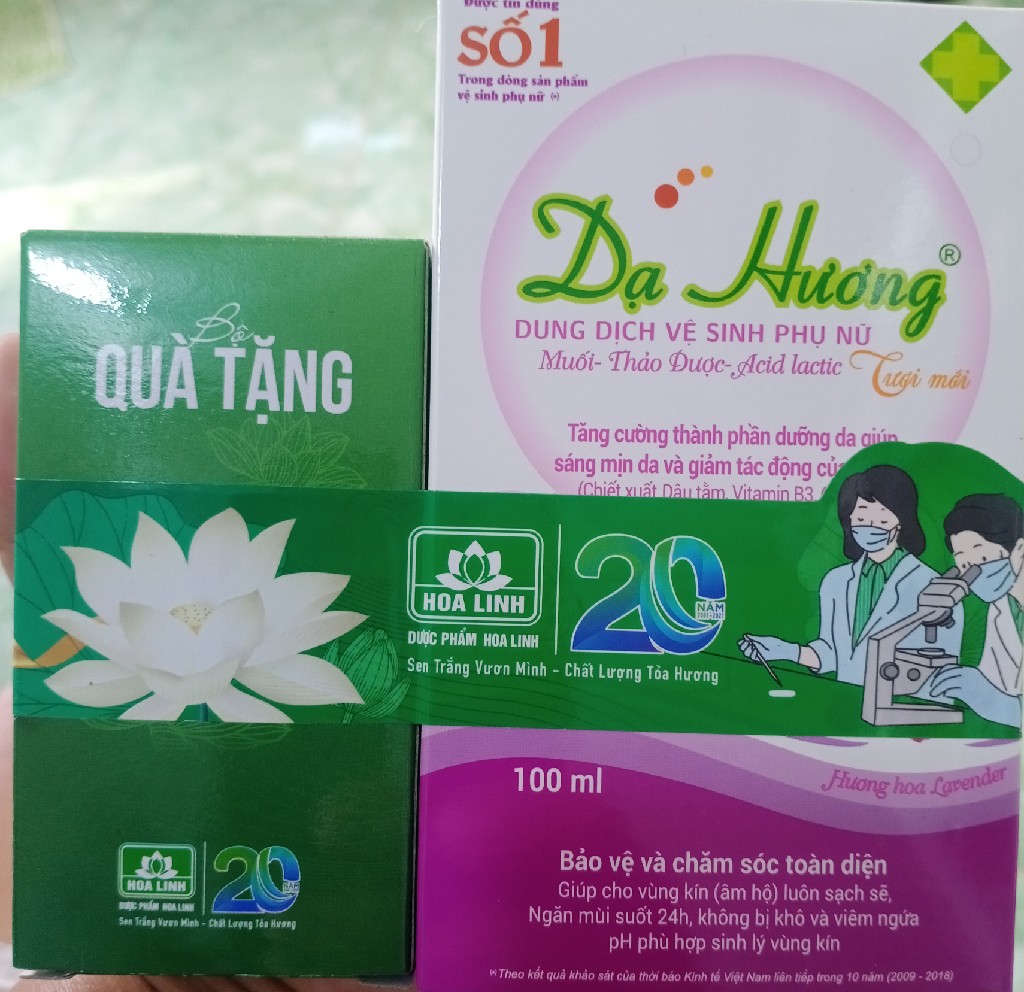 Bộ
QUÀ TẶNG
HOA LINH
DƯỢC PHẨM HOA LINH
20
NĂM
Sen Trắng Vươn Mình - Chất Lượng Tỏa Hương
Được tin dùng
SỐ1
Trong dòng sản phẩm
vệ sinh phụ nữ (*)
Dạ Hương®
DUNG DỊCH VỆ SINH PHỤ NỮ
Muối- Thảo Dược-Acid lactic
Tươi mới
Tăng cường thành phần dưỡng da giúp
sáng mịn da và giảm tác động của
(Chiết xuất Dâu tằm, Vitamin B3,
HOA LINH
DƯỢC PHẨM HOA LINH
20
NĂM
2001-2021
Sen Trắng Vươn Mình – Chất Lượng Tỏa Hương
100 ml
Hương hoa Lavender
Bảo vệ và chăm sóc toàn diện
Giúp cho vùng kín (âm hộ) luôn sạch sẽ,
Ngăn mùi suốt 24h, không bị khô và viêm ngứa
pH phù hợp sinh lý vùng kín
(*)Theo kết quả khảo sát của thời báo Kinh tế Việt Nam liên tiếp trong 10 năm (2009 - 2018)